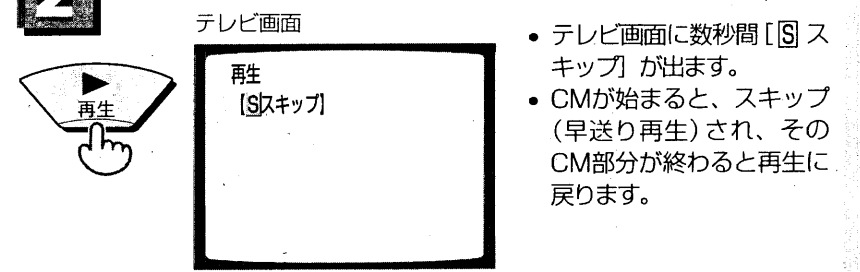 2
テレビ画面
再生
再生
【Sスキップ】
• テレビ画面に数秒間 [S ス
キップ] が出ます。
• CMが始まると、スキップ
(早送り再生) され、その
CM部分が終わると再生に
戻ります。